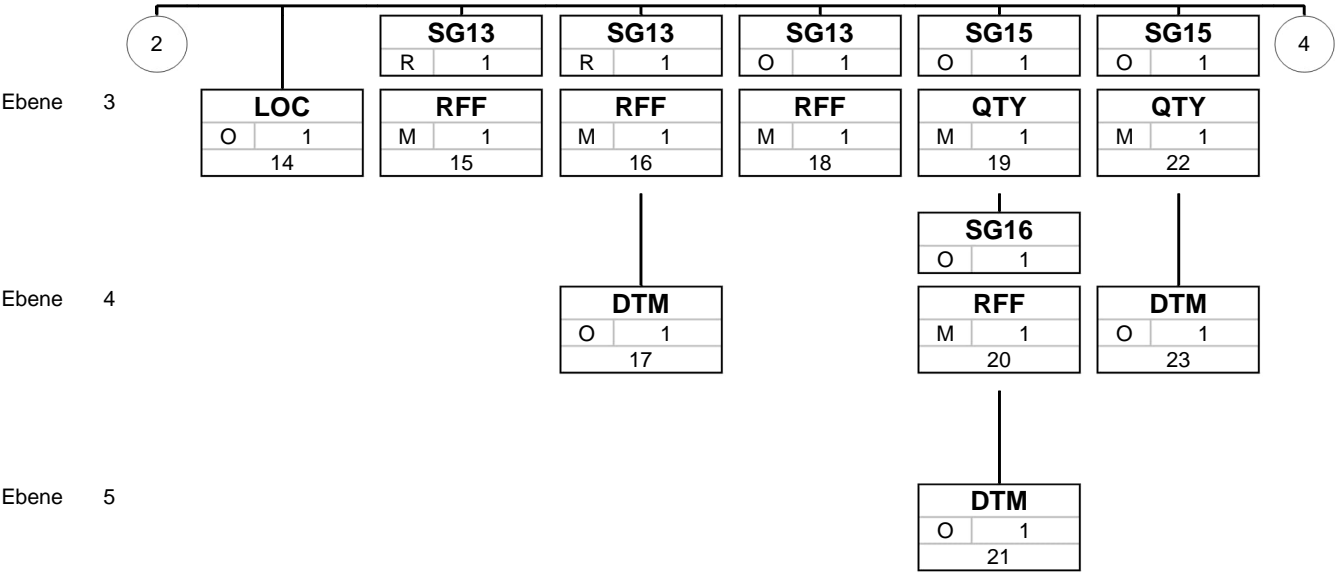 2
SG13
R 1
SG13
R 1
SG13
O 1
SG15
O 1
SG15
O 1
4
Ebene 3
LOC
O 1
14
RFF
M 1
15
RFF
M 1
16
RFF
M 1
18
QTY
M 1
19
QTY
M 1
22
SG16
O 1
Ebene 4
DTM
O 1
17
RFF
M 1
20
DTM
O 1
23
Ebene 5
DTM
O 1
21